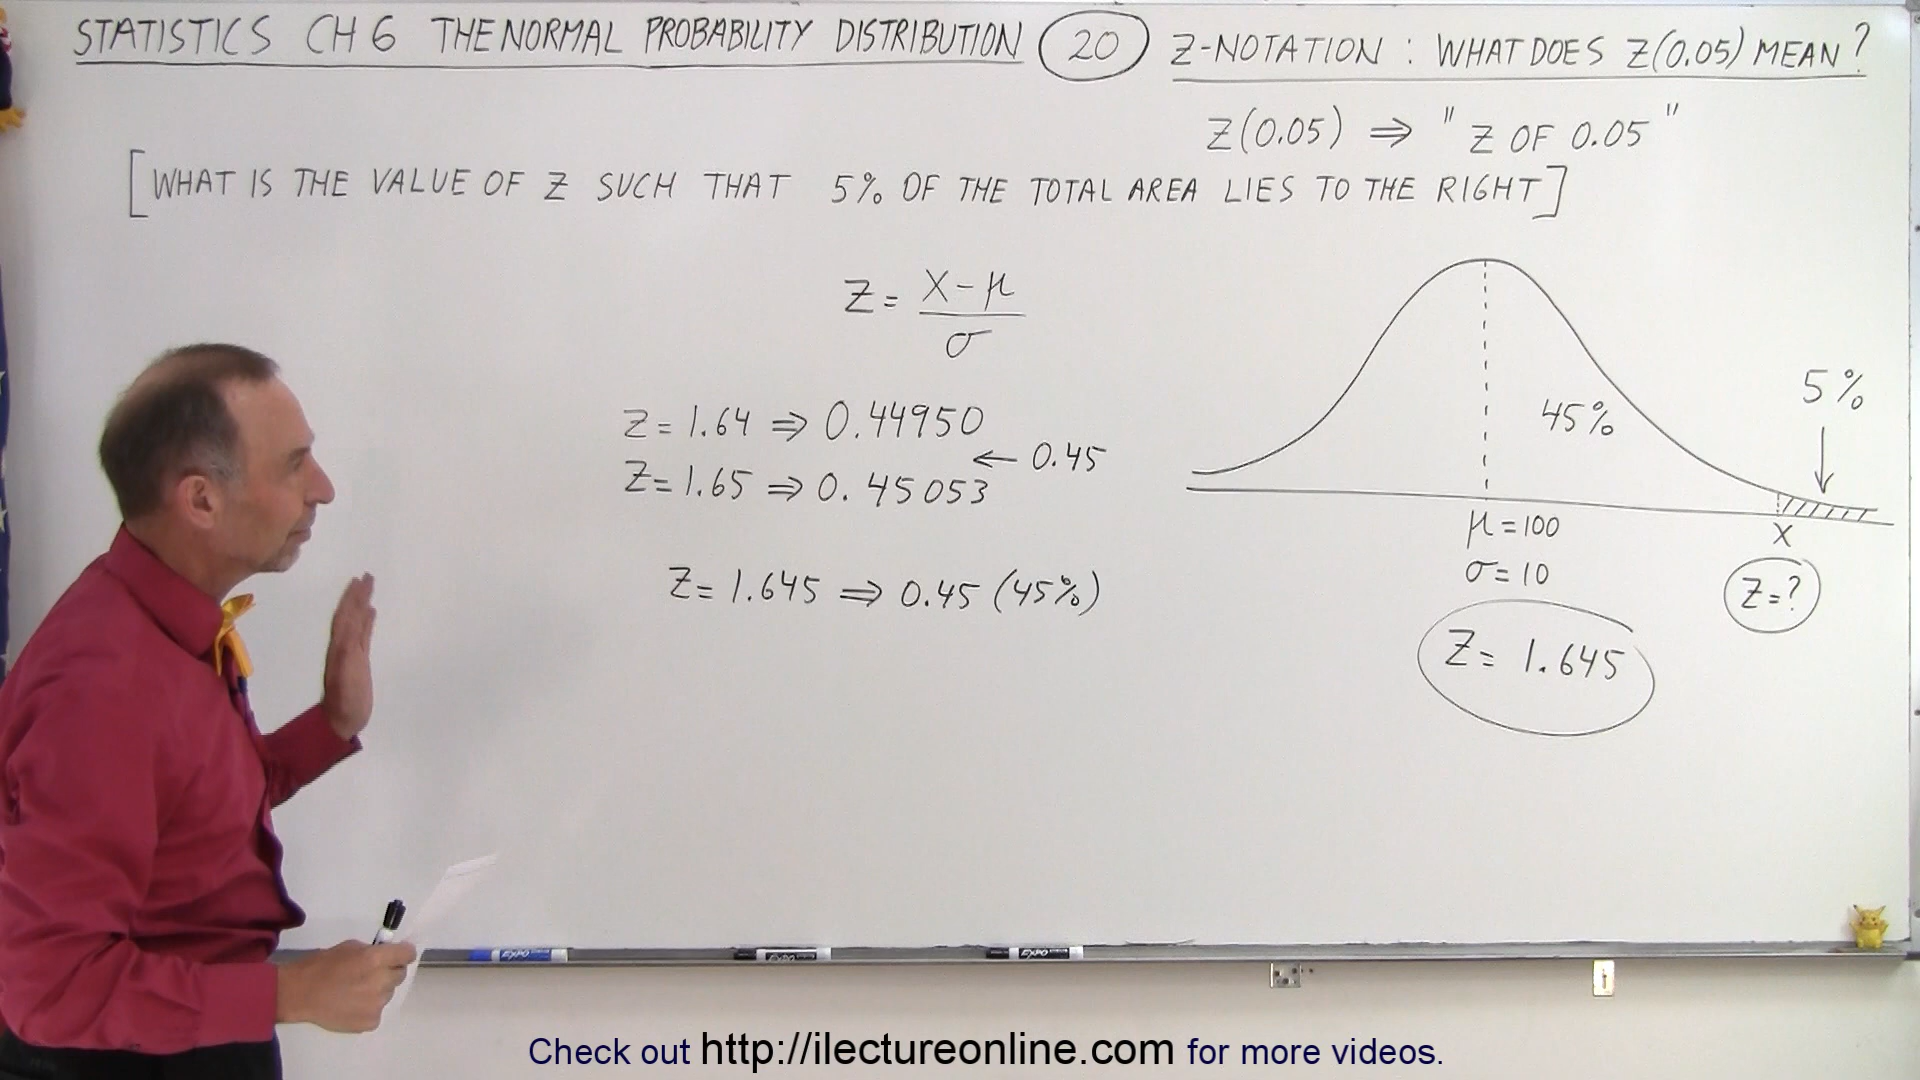 STATISTICS CH 6 THE NORMAL PROBABILITY DISTRIBUTION 20 Z-NOTATION : WHAT DOES Z(0.05) MEAN?
Z(0.05) ⇒ "Z OF 0.05"
[WHAT IS THE VALUE OF Z SUCH THAT 5% OF THE TOTAL AREA LIES TO THE RIGHT]
Z = (X - μ) / σ
Z = 1.64 ⇒ 0.44950
← 0.45
Z = 1.65 ⇒ 0.45053
Z = 1.645 ⇒ 0.45 (45%)
5%
45%
μ = 100
X
σ = 10
Z = ?
Z = 1.645
EXPO
EXPO
EXPO
Check out http://ilectureonline.com for more videos.